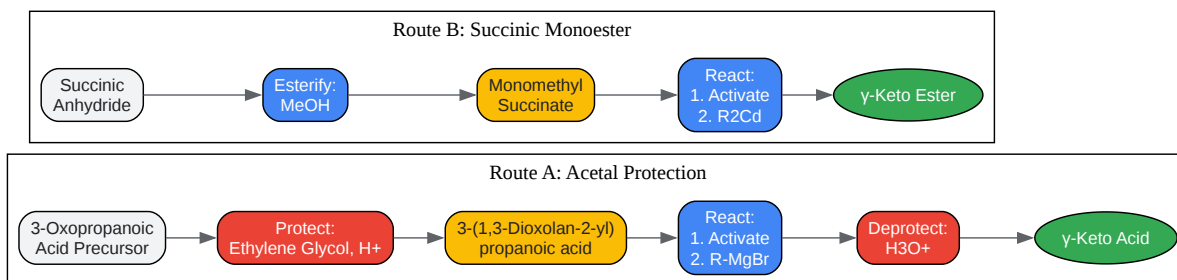 Route B: Succinic Monoester
Succinic
Anhydride
Esterify:
MeOH
Monomethyl
Succinate
React:
1. Activate
2. R2Cd
γ-Keto Ester
Route A: Acetal Protection
3-Oxopropanoic
Acid Precursor
Protect:
Ethylene Glycol, H+
3-(1,3-Dioxolan-2-yl)
propanoic acid
React:
1. Activate
2. R-MgBr
Deprotect:
H3O+
γ-Keto Acid